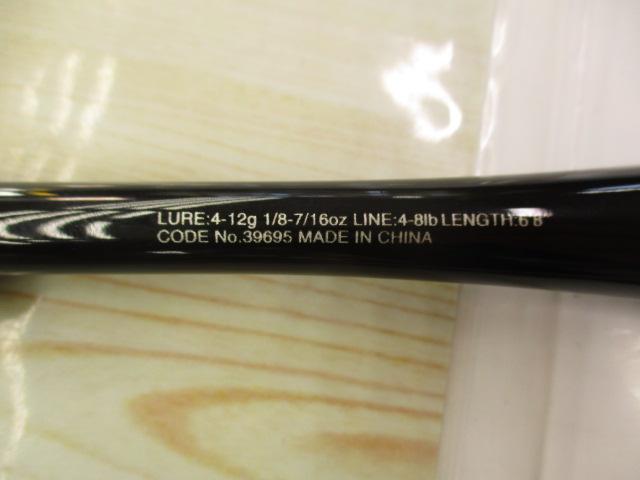 LURE:4-12g 1/8-7/16oz LINE:4-8lb LENGTH:6'8"
CODE No.39695 MADE IN CHINA